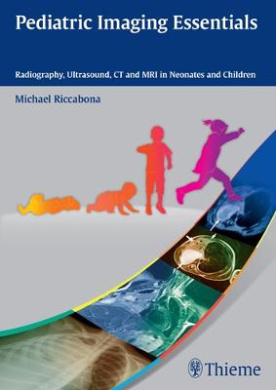 Pediatric Imaging Essentials
Radiography, Ultrasound, CT and MRI in Neonates and Children
Michael Riccabona
Thieme